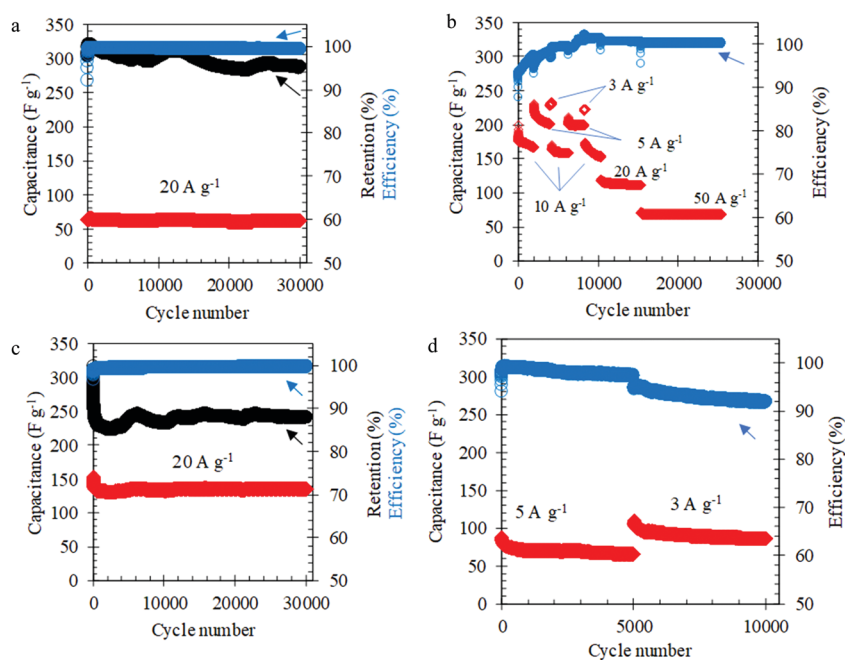 a
350
300
250
200
150
100
50
0
Capacitance (F g⁻¹)
100
90
80
70
60
50
Retention (%)
Efficiency (%)
20 A g⁻¹
0 10000 20000 30000
Cycle number
b
350
300
250
200
150
100
50
0
Capacitance (F g⁻¹)
100
90
80
70
60
50
Efficiency (%)
3 A g⁻¹
5 A g⁻¹
20 A g⁻¹
10 A g⁻¹
50 A g⁻¹
0 10000 20000 30000
Cycle number
c
350
300
250
200
150
100
50
0
Capacitance (F g⁻¹)
100
90
80
70
60
50
Retention (%)
Efficiency (%)
20 A g⁻¹
0 10000 20000 30000
Cycle number
d
350
300
250
200
150
100
50
0
Capacitance (F g⁻¹)
100
90
80
70
60
50
Efficiency (%)
5 A g⁻¹
3 A g⁻¹
0 5000 10000
Cycle number